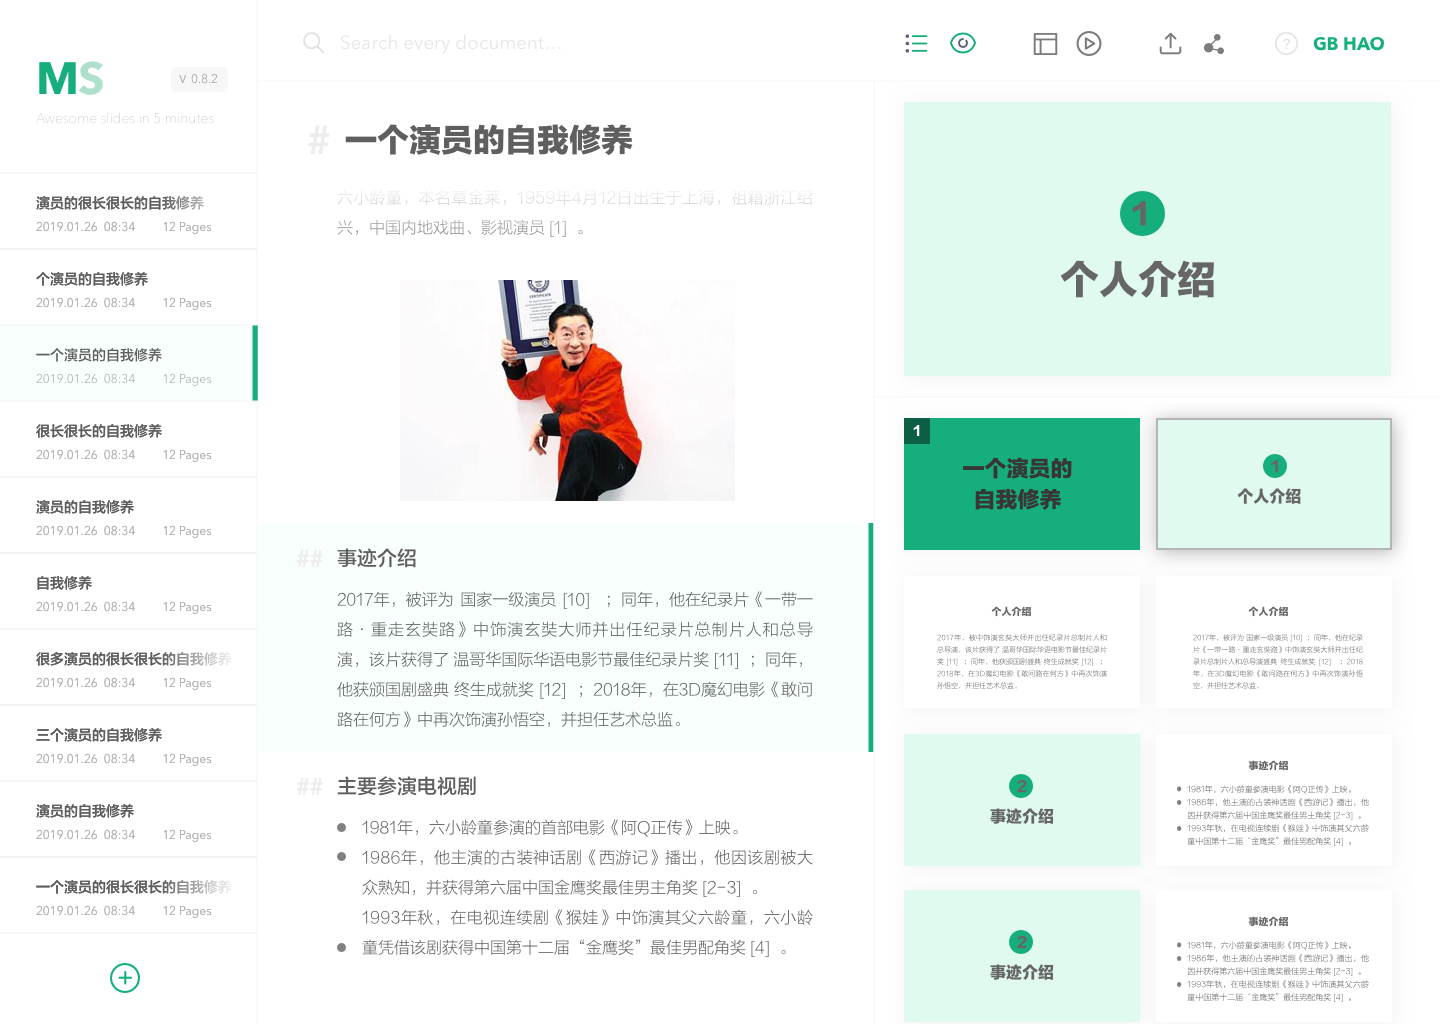 MS
V 0.8.2
Awesome slides in 5 minutes
演员的很长很长的自我修养
2019.01.26 08:34 12 Pages
个演员的自我修养
2019.01.26 08:34 12 Pages
一个演员的自我修养
2019.01.26 08:34 12 Pages
很长很长的自我修养
2019.01.26 08:34 12 Pages
演员的自我修养
2019.01.26 08:34 12 Pages
自我修养
2019.01.26 08:34 12 Pages
很多演员的很长很长的自我修养
2019.01.26 08:34 12 Pages
三个演员的自我修养
2019.01.26 08:34 12 Pages
演员的自我修养
2019.01.26 08:34 12 Pages
一个演员的很长很长的自我修养
2019.01.26 08:34 12 Pages
Search every document...
? GB HAO
# 一个演员的自我修养
六小龄童，本名章金莱，1959年4月12日出生于上海，祖籍浙江绍
兴，中国内地戏曲、影视演员 [1] 。
CERTIFICATE
## 事迹介绍
2017年，被评为 国家一级演员 [10] ；同年，他在纪录片《一带一
路 · 重走玄奘路》中饰演玄奘大师并出任纪录片总制片人和总导
演，该片获得了 温哥华国际华语电影节最佳纪录片奖 [11] ；同年，
他获颁国剧盛典 终生成就奖 [12] ；2018年，在3D魔幻电影《敢问
路在何方》中再次饰演孙悟空，并担任艺术总监。
## 主要参演电视剧
● 1981年，六小龄童参演的首部电影《阿Q正传》上映。
● 1986年，他主演的古装神话剧《西游记》播出，他因该剧被大
众熟知，并获得第六届中国金鹰奖最佳男主角奖 [2-3] 。
1993年秋，在电视连续剧《猴娃》中饰演其父六龄童，六小龄
● 童凭借该剧获得中国第十二届“金鹰奖”最佳男配角奖 [4] 。
1
个人介绍
1
一个演员的
自我修养
1
个人介绍
个人介绍
2017年，被中饰演玄奘大师并出任纪录片总制片人和
总导演，该片获得了 温哥华国际华语电影节最佳纪录片
奖 [11] ；同年，他获颁国剧盛典 终生成就奖 [12] ；
2018年，在3D魔幻电影《敢问路在何方》中再次饰演
孙悟空，并担任艺术总监。
个人介绍
2017年，被评为 国家一级演员 [10] ；同年，他在纪录
片《一带一路 · 重走玄奘路》中饰演玄奘大师并出任纪
录片总制片人和总导演盛典 终生成就奖 [12] ；2018
年，在3D魔幻电影《敢问路在何方》中再次饰演孙悟
空，并担任艺术总监。
2
事迹介绍
事迹介绍
● 1981年，六小龄童参演电影《阿Q正传》上映。
● 1986年，他主演的古装神话剧《西游记》播出，他
因并获得第六届中国金鹰奖最佳男主角奖 [2-3] 。
● 1993年秋，在电视连续剧《猴娃》中饰演其父六龄
童中国第十二届“金鹰奖”最佳男配角奖 [4] 。
2
事迹介绍
事迹介绍
● 1981年，六小龄童参演电影《阿Q正传》上映。
● 1986年，他主演的古装神话剧《西游记》播出，他
因并获得第六届中国金鹰奖最佳男主角奖 [2-3] 。
● 1993年秋，在电视连续剧《猴娃》中饰演其父六龄
童中国第十二届“金鹰奖”最佳男配角奖 [4] 。